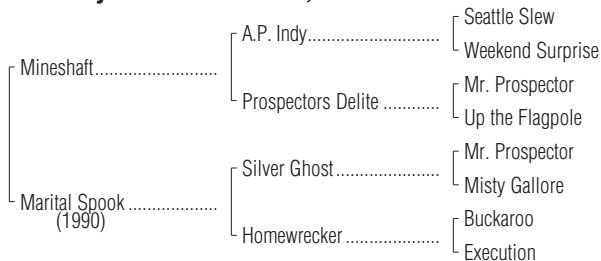 Seattle Slew
A.P. Indy
Weekend Surprise
Mineshaft
Mr. Prospector
Prospectors Delite
Up the Flagpole
Mr. Prospector
Silver Ghost
Misty Gallore
Marital Spook
(1990)
Buckaroo
Homewrecker
Execution